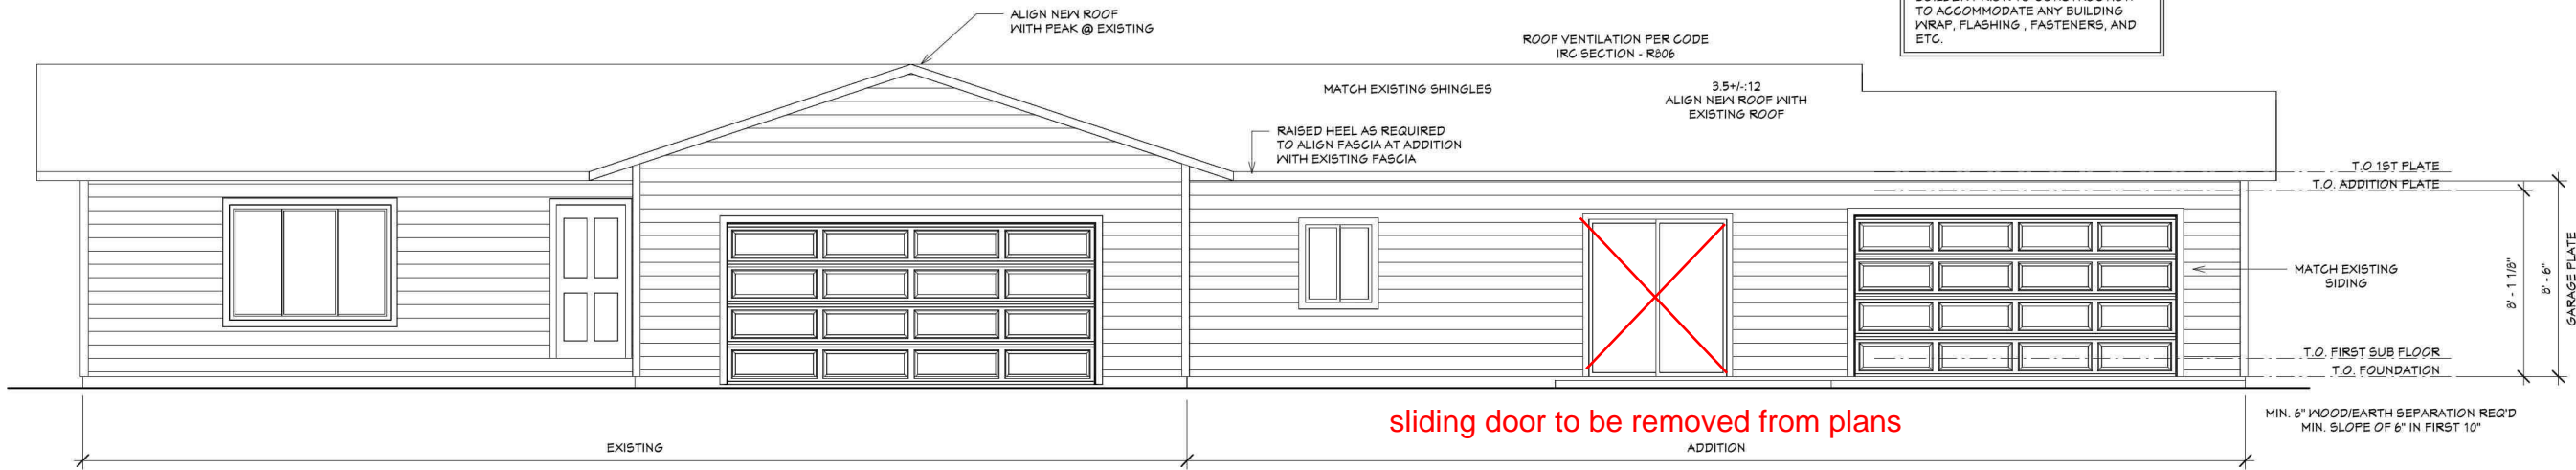 ALIGN NEW ROOF
WITH PEAK @ EXISTING
TO ACCOMMODATE ANY BUILDING
WRAP, FLASHING , FASTENERS, AND
ETC.
ROOF VENTILATION PER CODE
IRC SECTION - R806
MATCH EXISTING SHINGLES
3.5+/-:12
ALIGN NEW ROOF WITH
EXISTING ROOF
RAISED HEEL AS REQUIRED
TO ALIGN FASCIA AT ADDITION
WITH EXISTING FASCIA
T.O 1ST PLATE
T.O. ADDITION PLATE
MATCH EXISTING
SIDING
8' - 1 1/8"
8' - 6"
GARAGE PLATE
T.O. FIRST SUB FLOOR
T.O. FOUNDATION
sliding door to be removed from plans
MIN. 6" WOOD/EARTH SEPARATION REQ'D
MIN. SLOPE OF 6" IN FIRST 10"
EXISTING
ADDITION